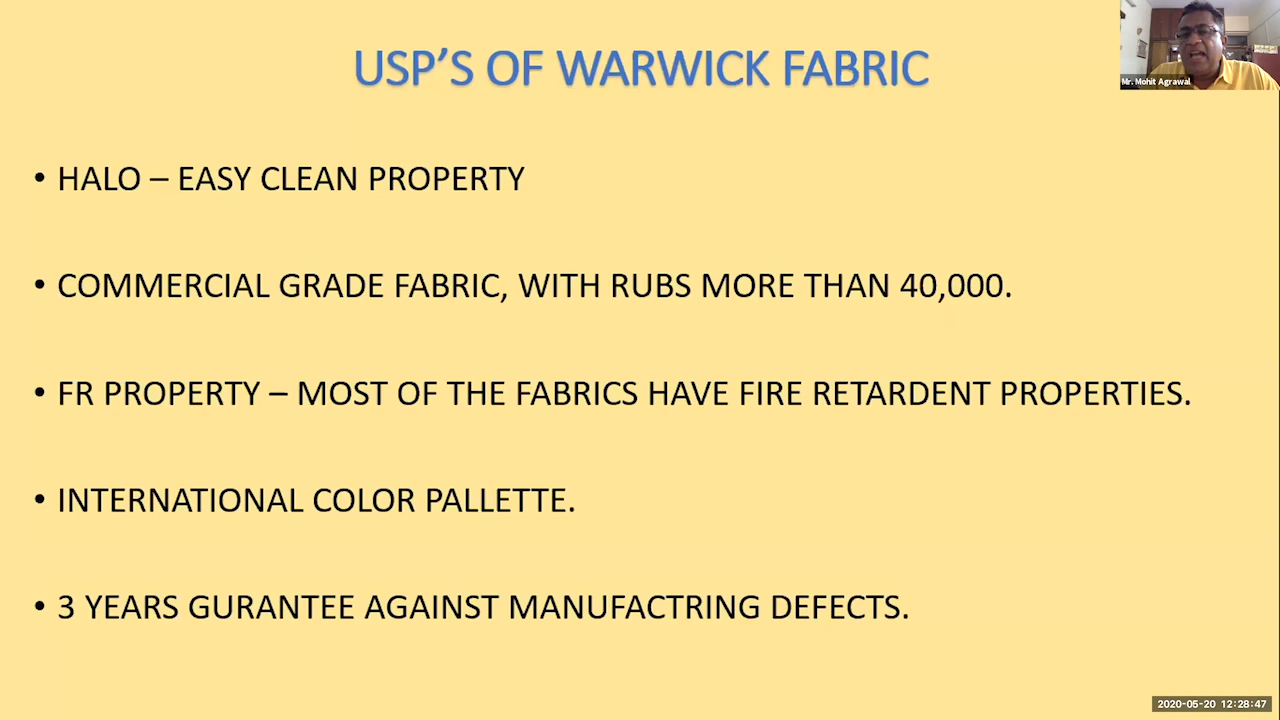 USP'S OF WARWICK FABRIC
Mr. Mohit Agrawal
• HALO – EASY CLEAN PROPERTY
• COMMERCIAL GRADE FABRIC, WITH RUBS MORE THAN 40,000.
• FR PROPERTY – MOST OF THE FABRICS HAVE FIRE RETARDENT PROPERTIES.
• INTERNATIONAL COLOR PALLETTE.
• 3 YEARS GURANTEE AGAINST MANUFACTRING DEFECTS.
2020-05-20 12:28:47